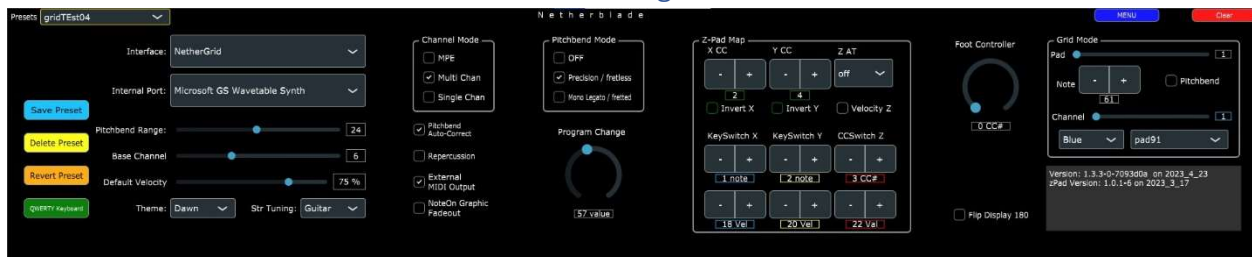 Presets gridTEst04 Netherblade MENU Clear
Interface: NetherGrid
Internal Port: Microsoft GS Wavetable Synth
Save Preset
Delete Preset
Revert Preset
QWERTY Keyboard
Pitchbend Range: 24
Base Channel 6
Default Velocity 75 %
Theme: Dawn Str Tuning: Guitar
Channel Mode
MPE
Multi Chan
Single Chan
Pitchbend
Auto-Correct
Repercussion
External
MIDI Output
NoteOn Graphic
Fadeout
Pitchbend Mode
OFF
Precision / fretless
Mono Legato / fretted
Program Change
57 value
Z-Pad Map
X CC Y CC Z AT
- + - + off
2 4
Invert X Invert Y Velocity Z
KeySwitch X KeySwitch Y CCSwitch Z
- + - + - +
1 note 2 note 3 CC#
- + - + - +
18 Vel 20 Vel 22 Val
Foot Controller
0 CC#
Flip Display 180
Grid Mode
Pad 1
Note - + Pitchbend
61
Channel 1
Blue pad91
Version: 1.3.3-0-7093d0a on 2023_4_23
zPad Version: 1.0.1-6 on 2023_3_17